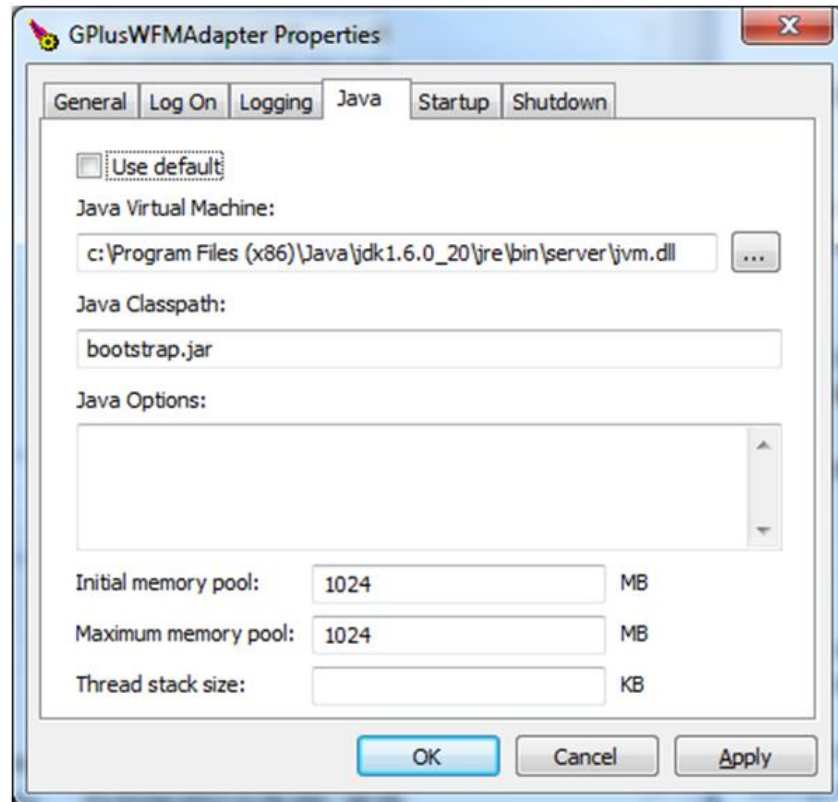 GPlusWFMAdapter Properties
General Log On Logging Java Startup Shutdown
Use default
Java Virtual Machine:
c:\Program Files (x86)\Java\jdk1.6.0_20\jre\bin\server\jvm.dll ...
Java Classpath:
bootstrap.jar
Java Options:
Initial memory pool: 1024 MB
Maximum memory pool: 1024 MB
Thread stack size: KB
OK Cancel Apply